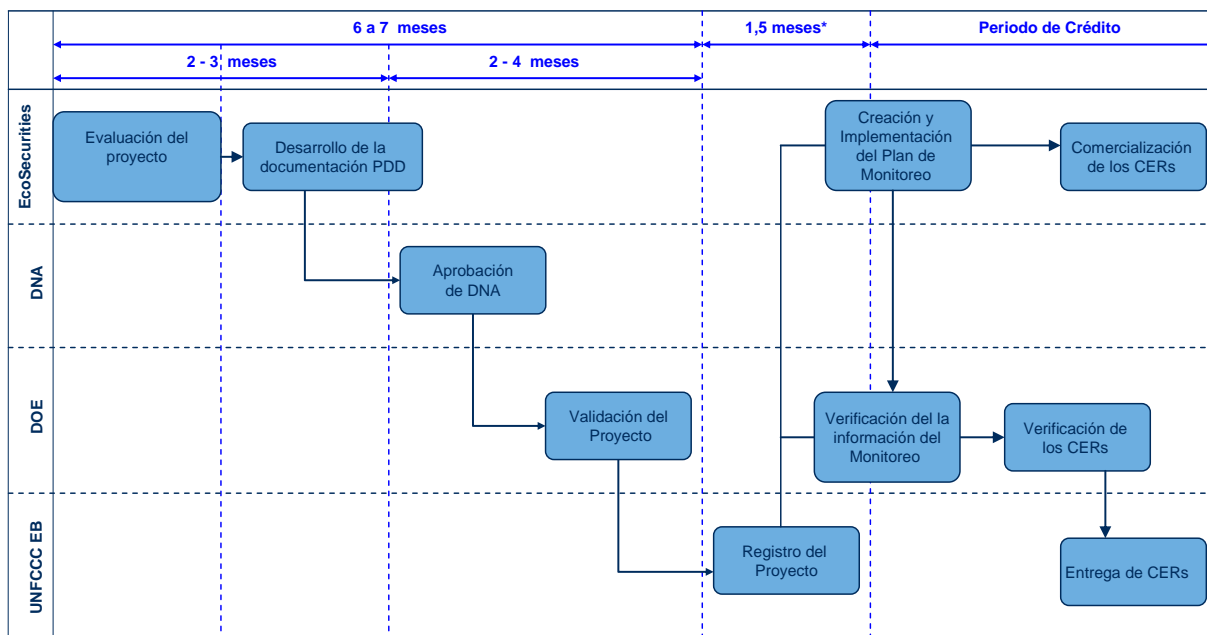 6 a 7 meses
1,5 meses*
Periodo de Crédito
2 - 3 meses
2 - 4 meses
EcoSecurities
Evaluación del
proyecto
Desarrollo de la
documentación PDD
Creación y
Implementación
del Plan de
Monitoreo
Comercialización
de los CERs
DNA
Aprobación
de DNA
DOE
Validación del
Proyecto
Verificación del la
información del
Monitoreo
Verificación de
los CERs
UNFCCC EB
Registro del
Proyecto
Entrega de CERs